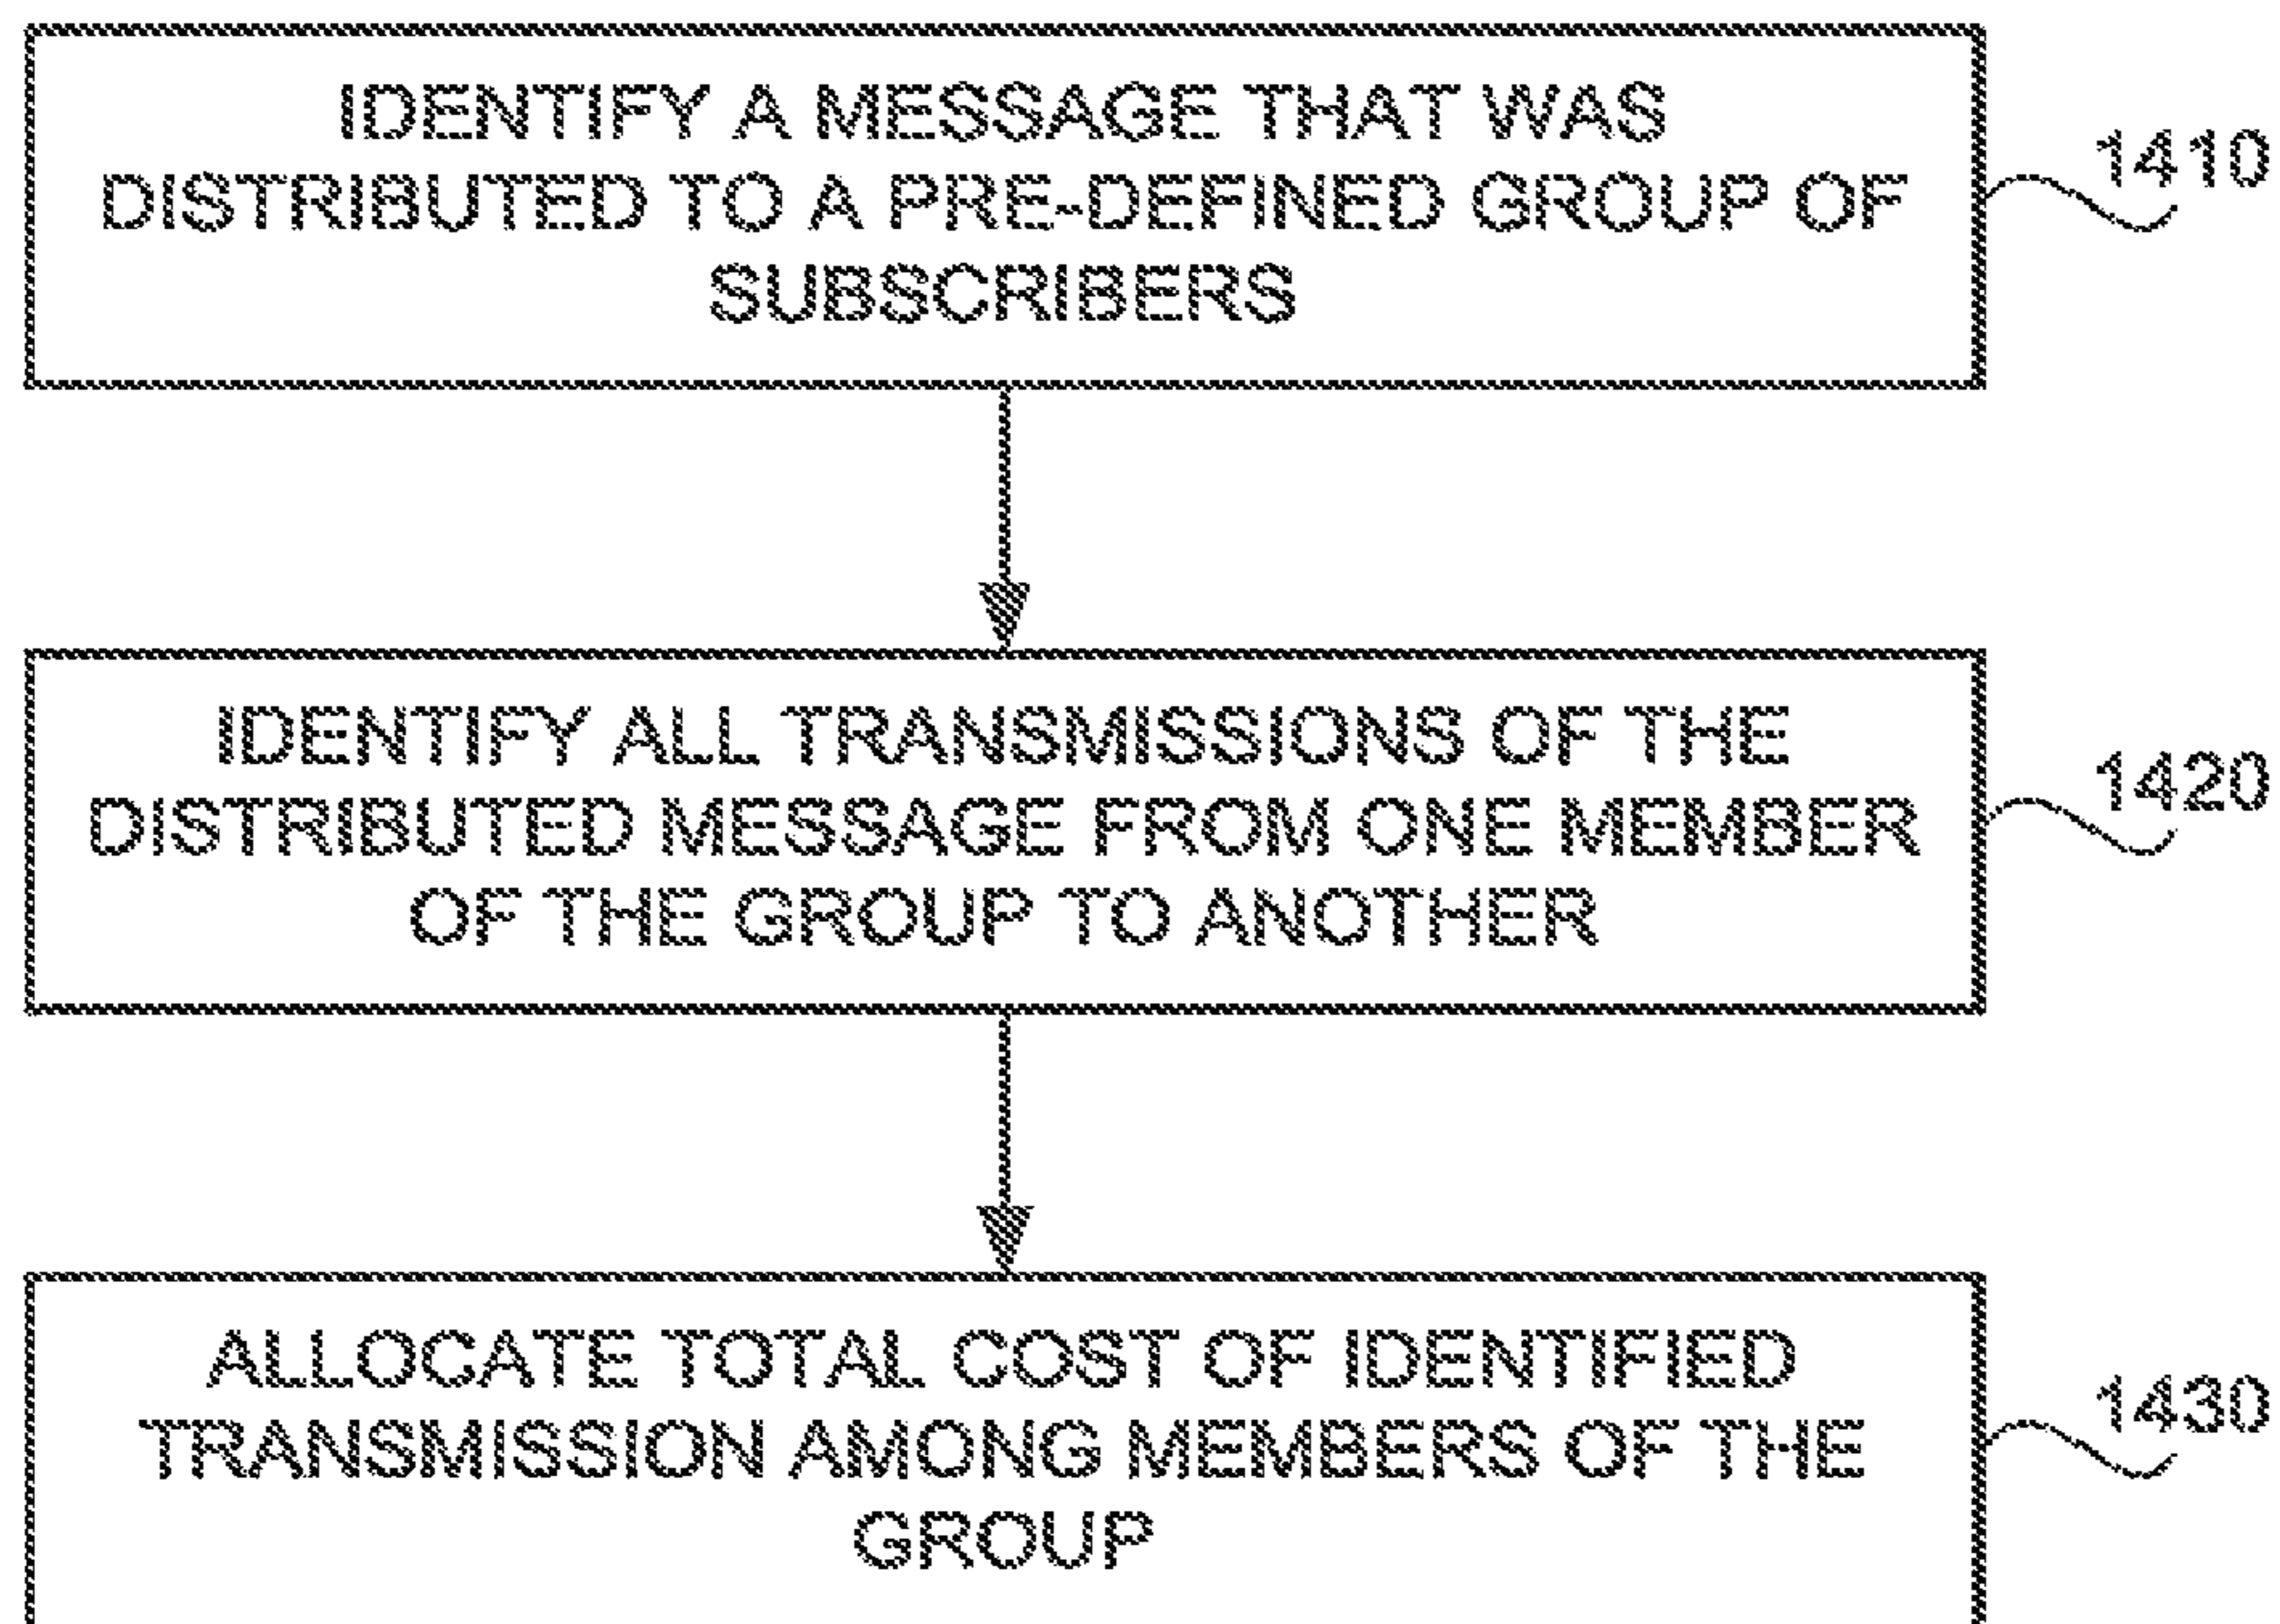 IDENTIFY A MESSAGE THAT WAS
DISTRIBUTED TO A PRE-DEFINED GROUP OF
SUBSCRIBERS
1410
IDENTIFY ALL TRANSMISSIONS OF THE
DISTRIBUTED MESSAGE FROM ONE MEMBER
OF THE GROUP TO ANOTHER
1420
ALLOCATE TOTAL COST OF IDENTIFIED
TRANSMISSION AMONG MEMBERS OF THE
GROUP
1430